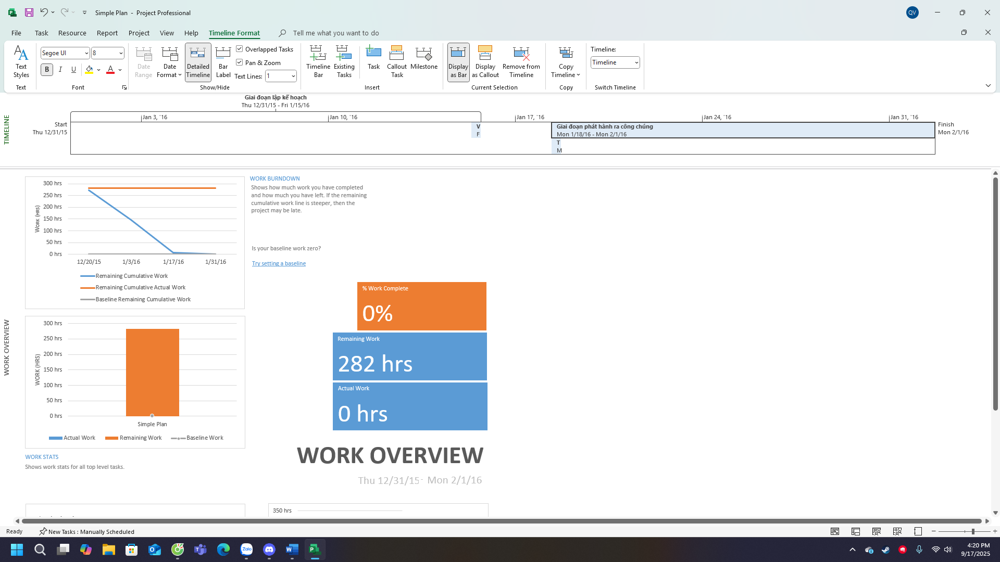 Simple Plan - Project Professional
QV
File Task Resource Report Project View Help Timeline Format Tell me what you want to do
Text Styles
Text
Segoe UI 8
B I U A
Font
Date Range
Date Format
Detailed Timeline
Bar Label
Overlapped Tasks
Pan & Zoom
Text Lines: 1
Show/Hide
Timeline Bar
Existing Tasks
Task
Callout Task
Milestone
Insert
Display as Bar
Display as Callout
Remove from Timeline
Current Selection
Copy Timeline
Copy
Timeline:
Timeline
Switch Timeline
TIMELINE
Giai đoạn lập kế hoạch
Thu 12/31/15 - Fri 1/15/16
Jan 3, '16 Jan 10, '16 Jan 17, '16 Jan 24, '16 Jan 31, '16
Start
Thu 12/31/15
V
F
Giai đoạn phát hành ra công chúng
Mon 1/18/16 - Mon 2/1/16
T
M
Finish
Mon 2/1/16
WORK OVERVIEW
300 hrs
250 hrs
200 hrs
150 hrs
100 hrs
50 hrs
0 hrs
WORK (HRS)
12/20/15 1/3/16 1/17/16 1/31/16
Remaining Cumulative Work
Remaining Cumulative Actual Work
Baseline Remaining Cumulative Work
WORK BURNDOWN
Shows how much work you have completed
and how much you have left. If the remaining
cumulative work line is steeper, then the
project may be late.
Is your baseline work zero?
Try setting a baseline
% Work Complete
0%
Remaining Work
282 hrs
Actual Work
0 hrs
WORK OVERVIEW
Thu 12/31/15 - Mon 2/1/16
300 hrs
250 hrs
200 hrs
150 hrs
100 hrs
50 hrs
0 hrs
WORK (HRS)
Simple Plan
Actual Work Remaining Work Baseline Work
WORK STATS
Shows work stats for all top level tasks.
350 hrs
Ready New Tasks : Manually Scheduled
Zalo
4:20 PM
9/17/2025